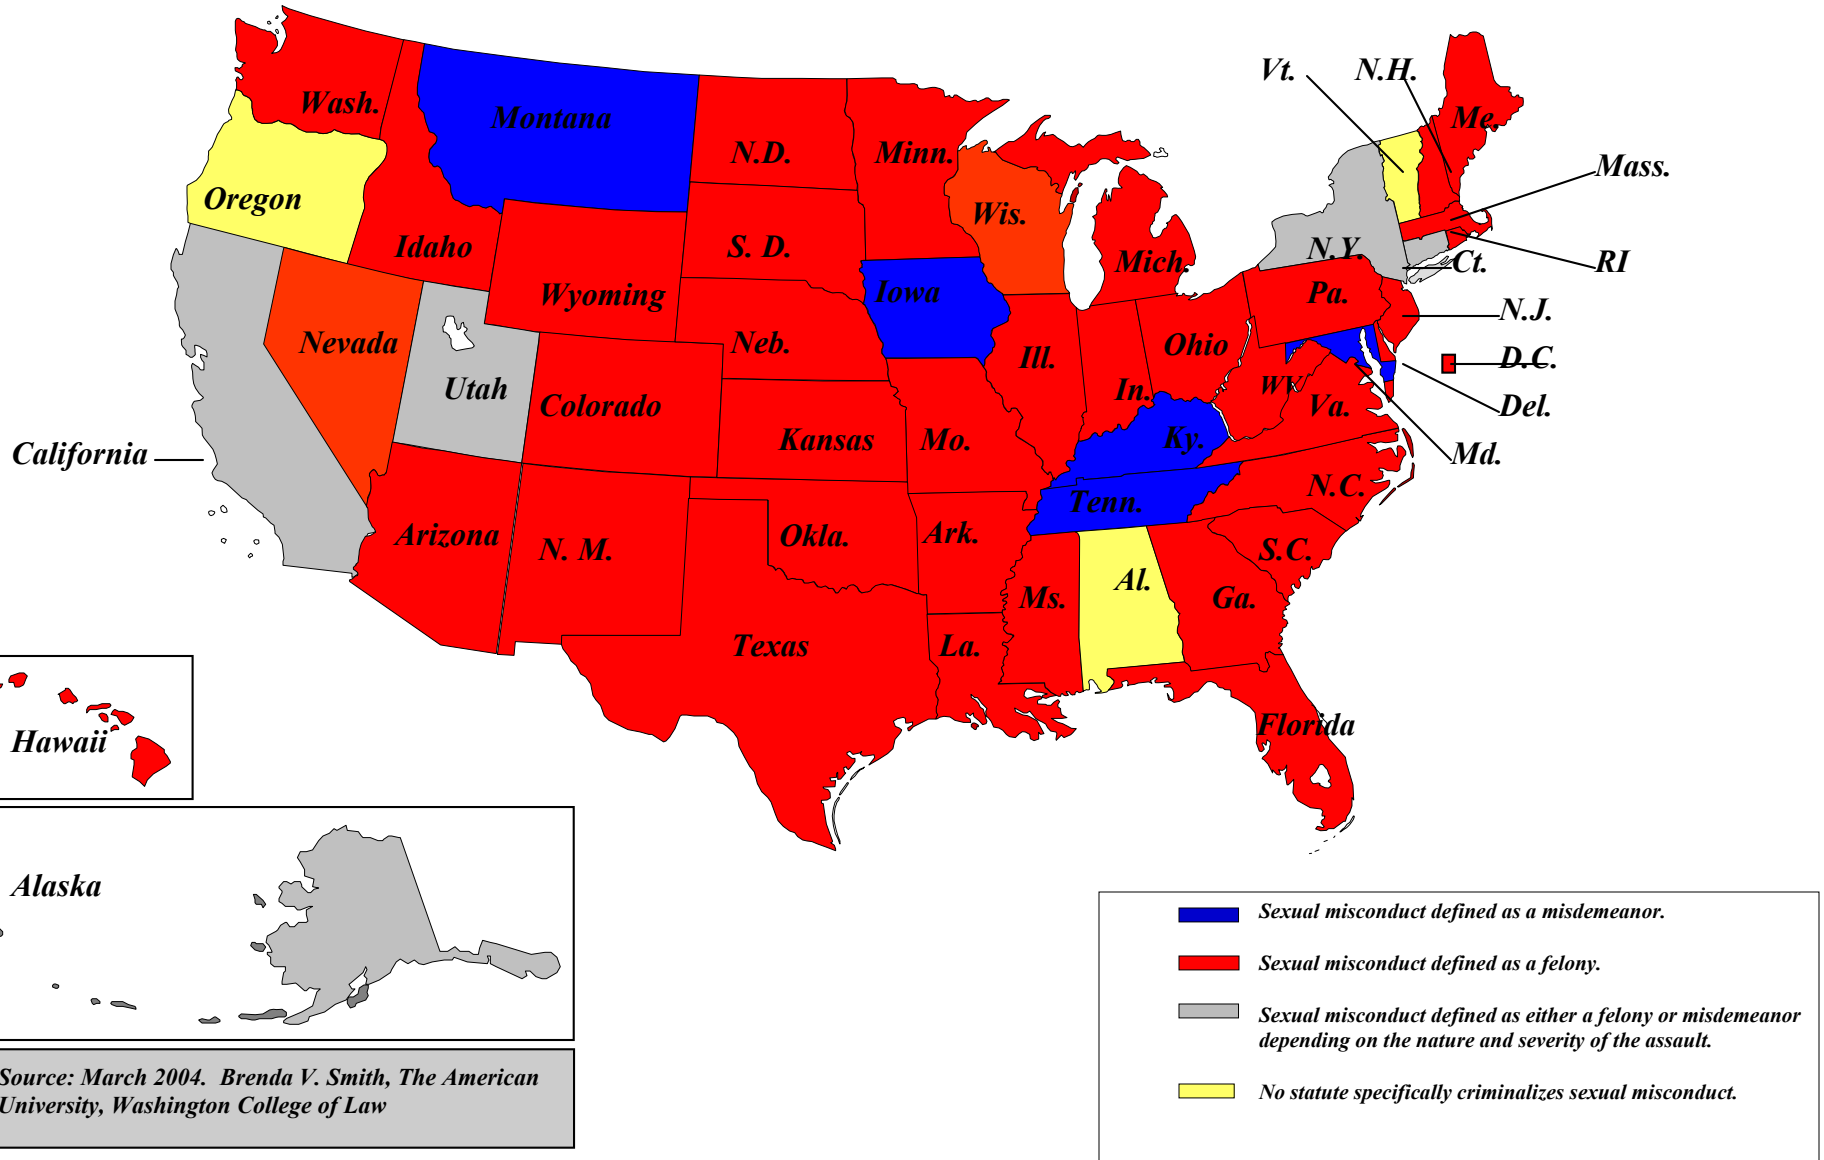 Vt.
N.H.
Wash.
Montana
Me.
N.D.
Minn.
Mass.
Oregon
Wis.
Idaho
S. D.
Mich.
N.Y.
Ct.
RI
Wyoming
Iowa
Pa.
N.J.
Nevada
Neb.
Ill.
Ohio
D.C.
Utah
Colorado
In.
WV
Va.
Del.
California
Kansas
Mo.
Ky.
Md.
Tenn.
N.C.
Arizona
N. M.
Okla.
Ark.
S.C.
Ms.
Al.
Ga.
Texas
La.
Hawaii
Florida
Alaska
Sexual misconduct defined as a misdemeanor.
Sexual misconduct defined as a felony.
Sexual misconduct defined as either a felony or misdemeanor
depending on the nature and severity of the assault.
No statute specifically criminalizes sexual misconduct.
Source: March 2004. Brenda V. Smith, The American
University, Washington College of Law